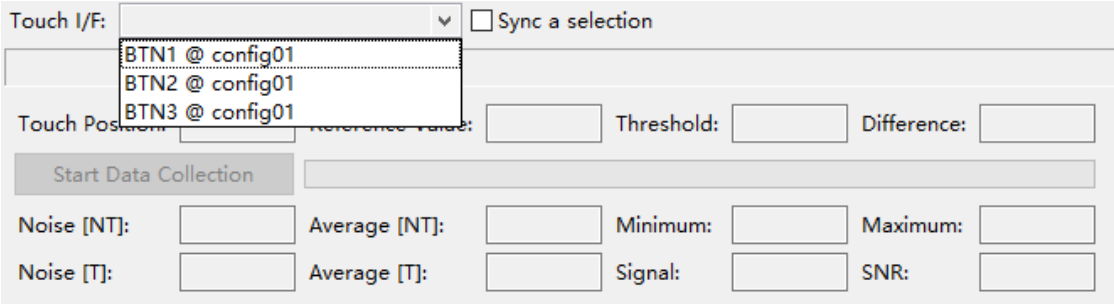 Touch I/F: Sync a selection
BTN1 @ config01
BTN2 @ config01
BTN3 @ config01
Touch Position: Reference Value: Threshold: Difference:
Start Data Collection
Noise [NT]: Average [NT]: Minimum: Maximum:
Noise [T]: Average [T]: Signal: SNR: